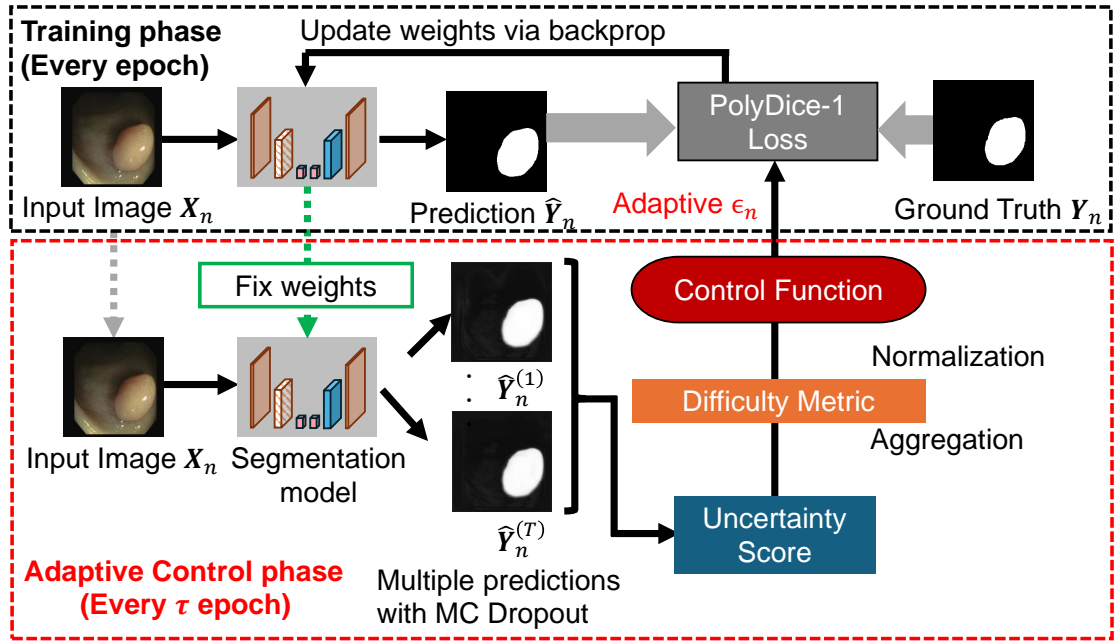 Training phase
(Every epoch)
Update weights via backprop
PolyDice-1
Loss
Input Image Xₙ
Prediction Ŷₙ
Adaptive ϵₙ
Ground Truth Yₙ
Fix weights
Control Function
Normalization
Ŷₙ⁽¹⁾
:
:
Difficulty Metric
Aggregation
Input Image Xₙ
Segmentation
model
Ŷₙ⁽ᵀ⁾
Uncertainty
Score
Multiple predictions
with MC Dropout
Adaptive Control phase
(Every τ epoch)